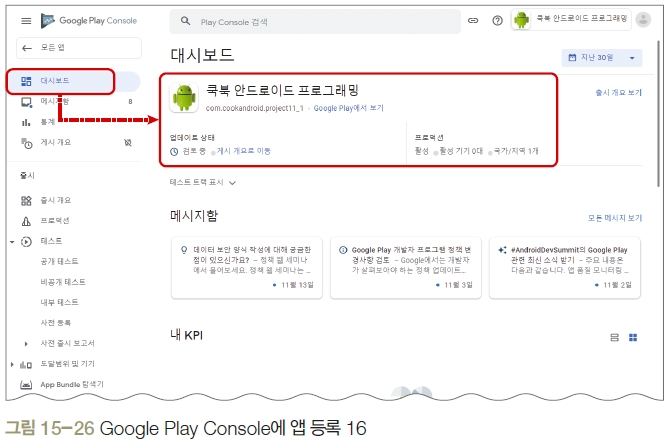 Google Play Console
Play Console 검색
쿡북 안드로이드 프로그래밍
모든 앱
대시보드
메시지함 8
통계
게시 개요
출시
출시 개요
프로덕션
테스트
공개 테스트
비공개 테스트
내부 테스트
사전 등록
사전 출시 보고서
도달범위 및 기기
App Bundle 탐색기
대시보드
지난 30일
쿡북 안드로이드 프로그래밍
com.cookandroid.project11_1 · Google Play에서 보기
출시 개요 보기
업데이트 상태
검토 중 게시 개요로 이동
프로덕션
활성 활성 기기 0대 국가/지역 1개
테스트 트랙 표시
메시지함
모든 메시지 보기
데이터 보안 양식 작성에 대해 궁금한
점이 있으신가요? – 정책 웹 세미나
에서 물어보세요. 정책 웹 세미나는 ...
11월 13일
Google Play 개발자 프로그램 정책 변
경사항 검토 – Google에서는 개발자
가 살펴보아야 하는 정책 업데이트...
11월 3일
#AndroidDevSummit의 Google Play
관련 최신 소식 받기 – 주요 내용은
다음과 같습니다. 앱 품질 모니터링 ...
11월 2일
내 KPI
그림 15-26 Google Play Console에 앱 등록 16